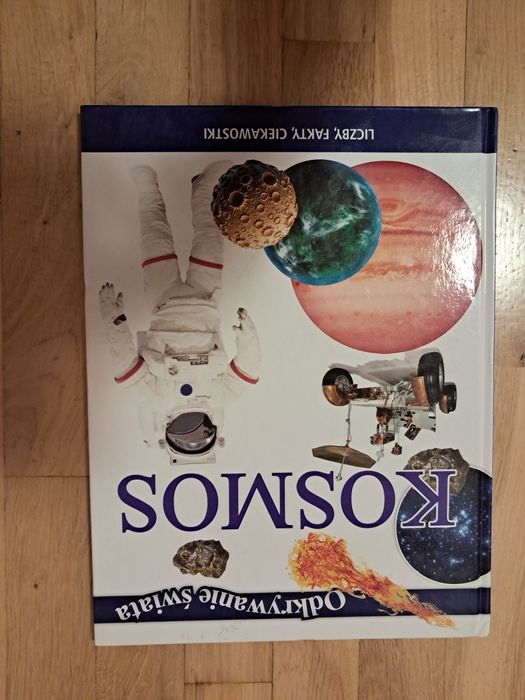 Odkrywanie świata
KOSMOS
LICZBY, FAKTY, CIEKAWOSTKI